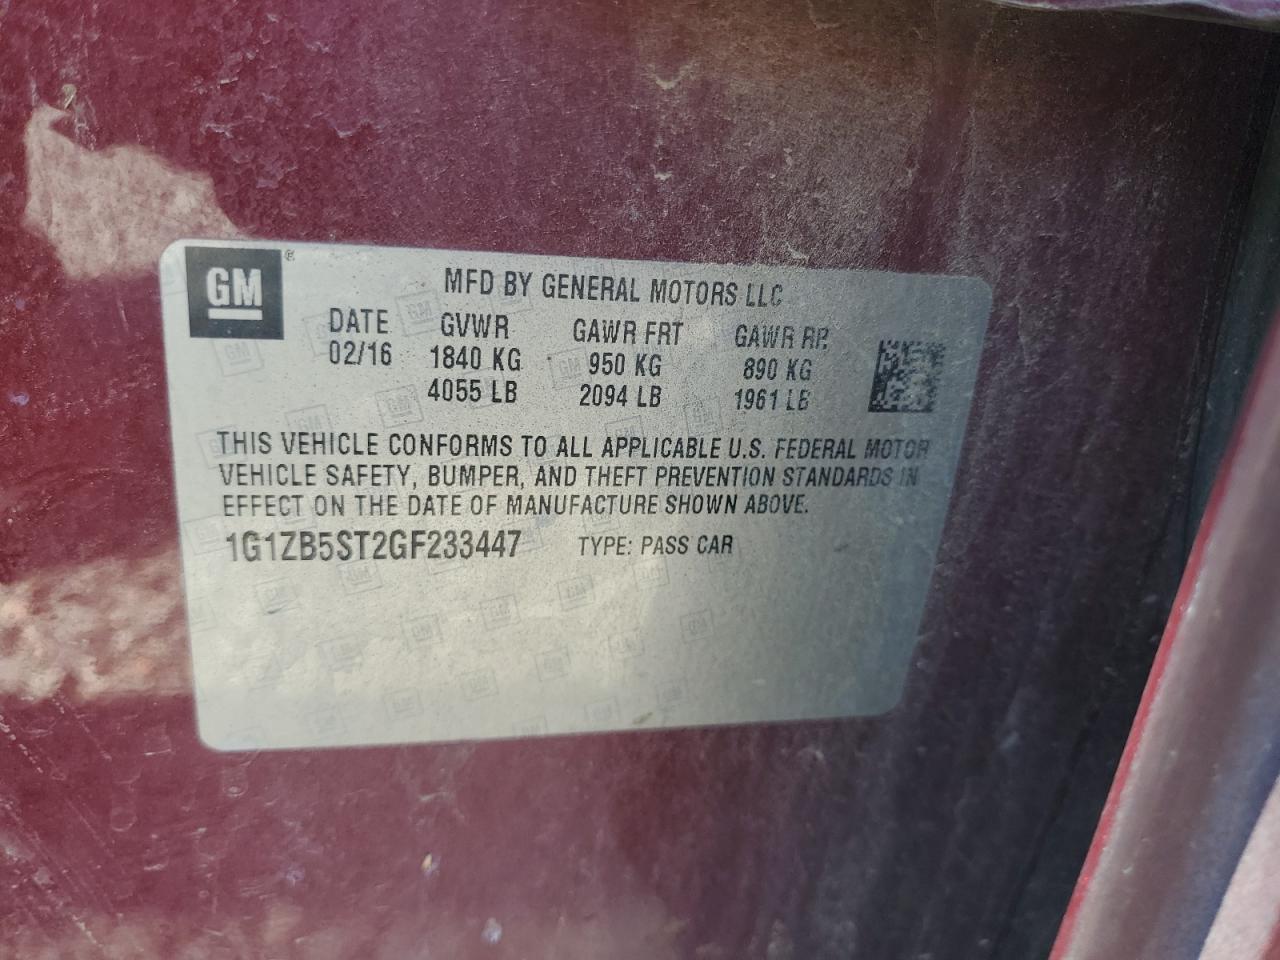 GM ®
MFD BY GENERAL MOTORS LLC
DATE GVWR GAWR FRT GAWR RR
02/16 1840 KG 950 KG 890 KG
4055 LB 2094 LB 1961 LB
THIS VEHICLE CONFORMS TO ALL APPLICABLE U.S. FEDERAL MOTOR
VEHICLE SAFETY, BUMPER, AND THEFT PREVENTION STANDARDS IN
EFFECT ON THE DATE OF MANUFACTURE SHOWN ABOVE.
1G1ZB5ST2GF233447 TYPE: PASS CAR